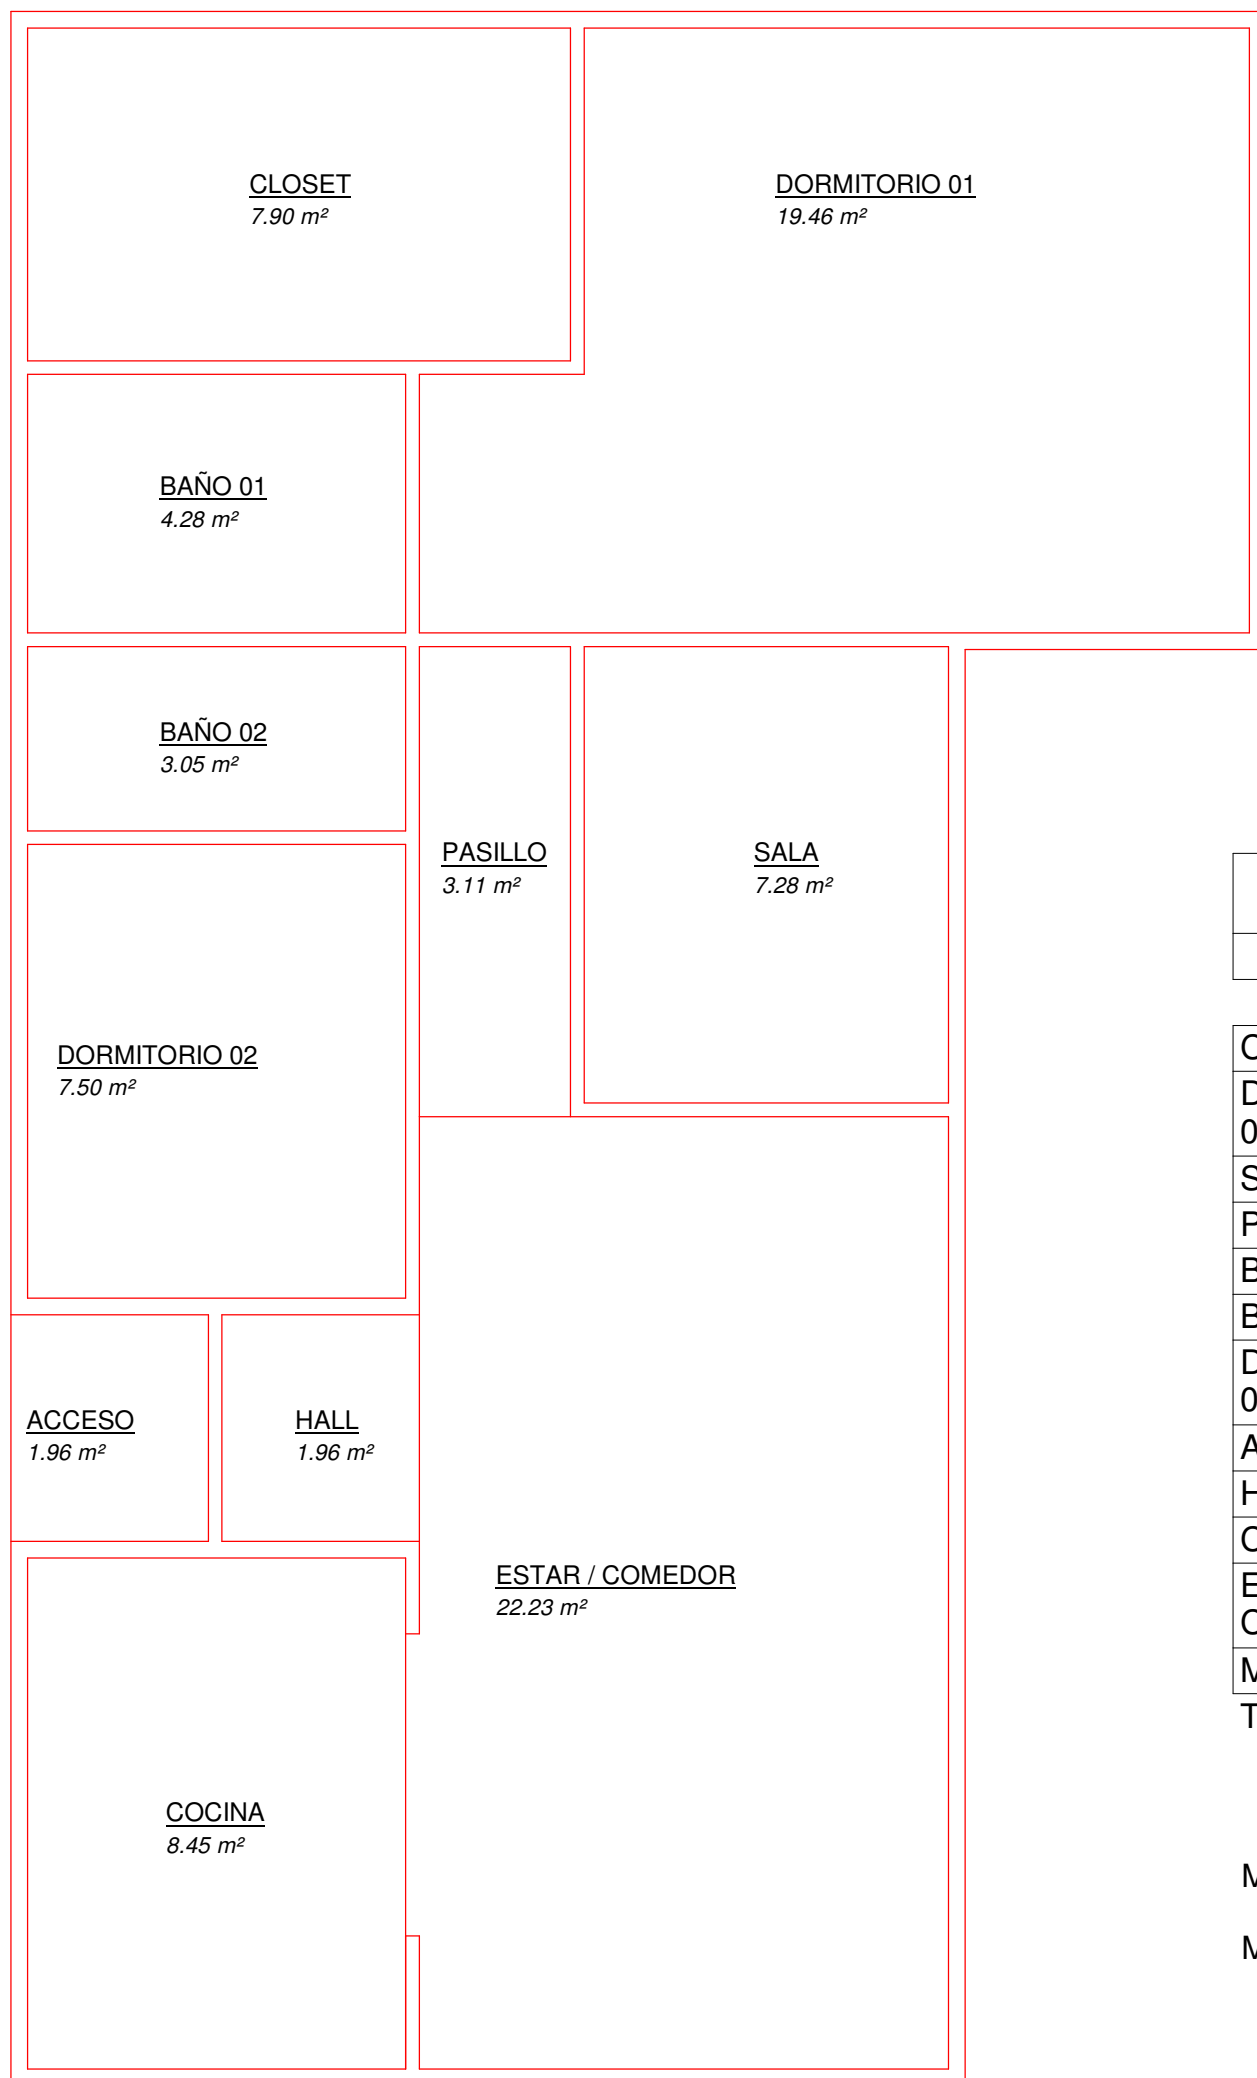 CLOSET
7.90 m²
DORMITORIO 01
19.46 m²
BAÑO 01
4.28 m²
BAÑO 02
3.05 m²
PASILLO
3.11 m²
SALA
7.28 m²
DORMITORIO 02
7.50 m²
ACCESO
1.96 m²
HALL
1.96 m²
ESTAR / COMEDOR
22.23 m²
COCINA
8.45 m²
C
D
0
S
P
B
B
D
0
A
H
C
E
C
M
T
M
M